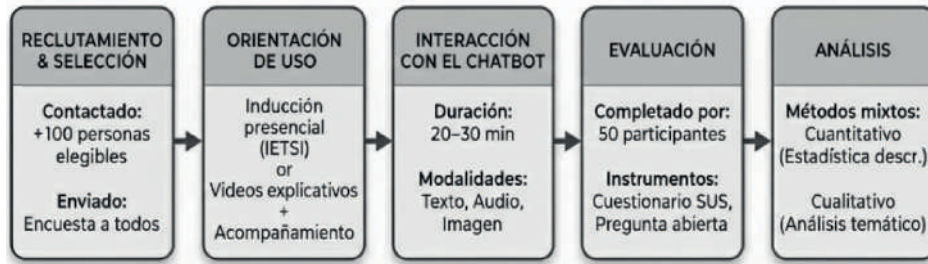 RECLUTAMIENTO
& SELECCIÓN
Contactado:
+100 personas
elegibles
Enviado:
Encuesta a todos
ORIENTACIÓN
DE USO
Inducción
presencial
(IETSI)
or
Videos explicativos
+
Acompañamiento
INTERACCIÓN
CON EL CHATBOT
Duración:
20–30 min
Modalidades:
Texto, Audio,
Imagen
EVALUACIÓN
Completado por:
50 participantes
Instrumentos:
Cuestionario SUS,
Pregunta abierta
ANÁLISIS
Métodos mixtos:
Cuantitativo
(Estadística descr.)
Cualitativo
(Análisis temático)